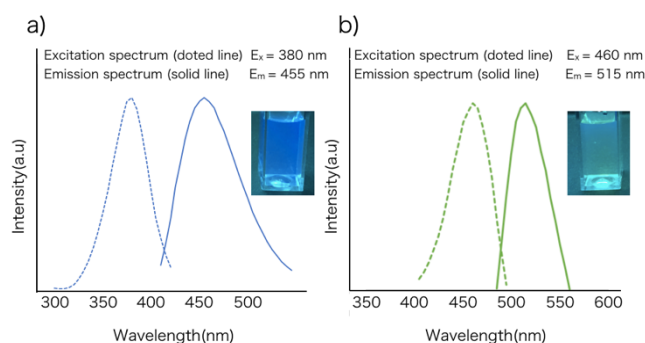 a)
Excitation spectrum (doted line) Ex = 380 nm
Emission spectrum (solid line) Em = 455 nm
Intensity(a.u)
300 350 400 450 500
Wavelength(nm)
b)
Excitation spectrum (doted line) Ex = 460 nm
Emission spectrum (solid line) Em = 515 nm
Intensity(a.u)
350 400 450 500 550 600
Wavelength(nm)